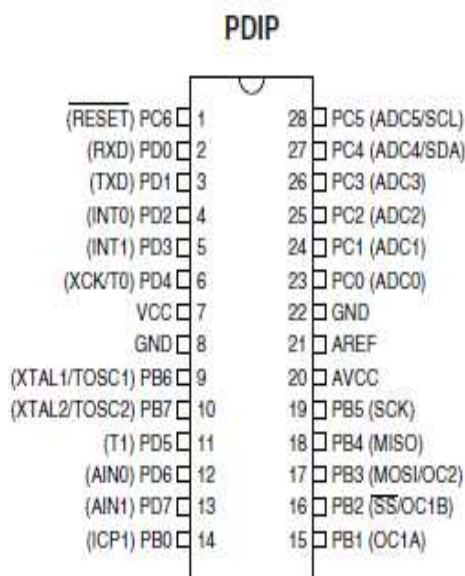 PDIP
(RESET) PC6 1 28 PC5 (ADC5/SCL)
(RXD) PD0 2 27 PC4 (ADC4/SDA)
(TXD) PD1 3 26 PC3 (ADC3)
(INT0) PD2 4 25 PC2 (ADC2)
(INT1) PD3 5 24 PC1 (ADC1)
(XCK/T0) PD4 6 23 PC0 (ADC0)
VCC 7 22 GND
GND 8 21 AREF
(XTAL1/TOSC1) PB6 9 20 AVCC
(XTAL2/TOSC2) PB7 10 19 PB5 (SCK)
(T1) PD5 11 18 PB4 (MISO)
(AIN0) PD6 12 17 PB3 (MOSI/OC2)
(AIN1) PD7 13 16 PB2 (SS/OC1B)
(ICP1) PB0 14 15 PB1 (OC1A)